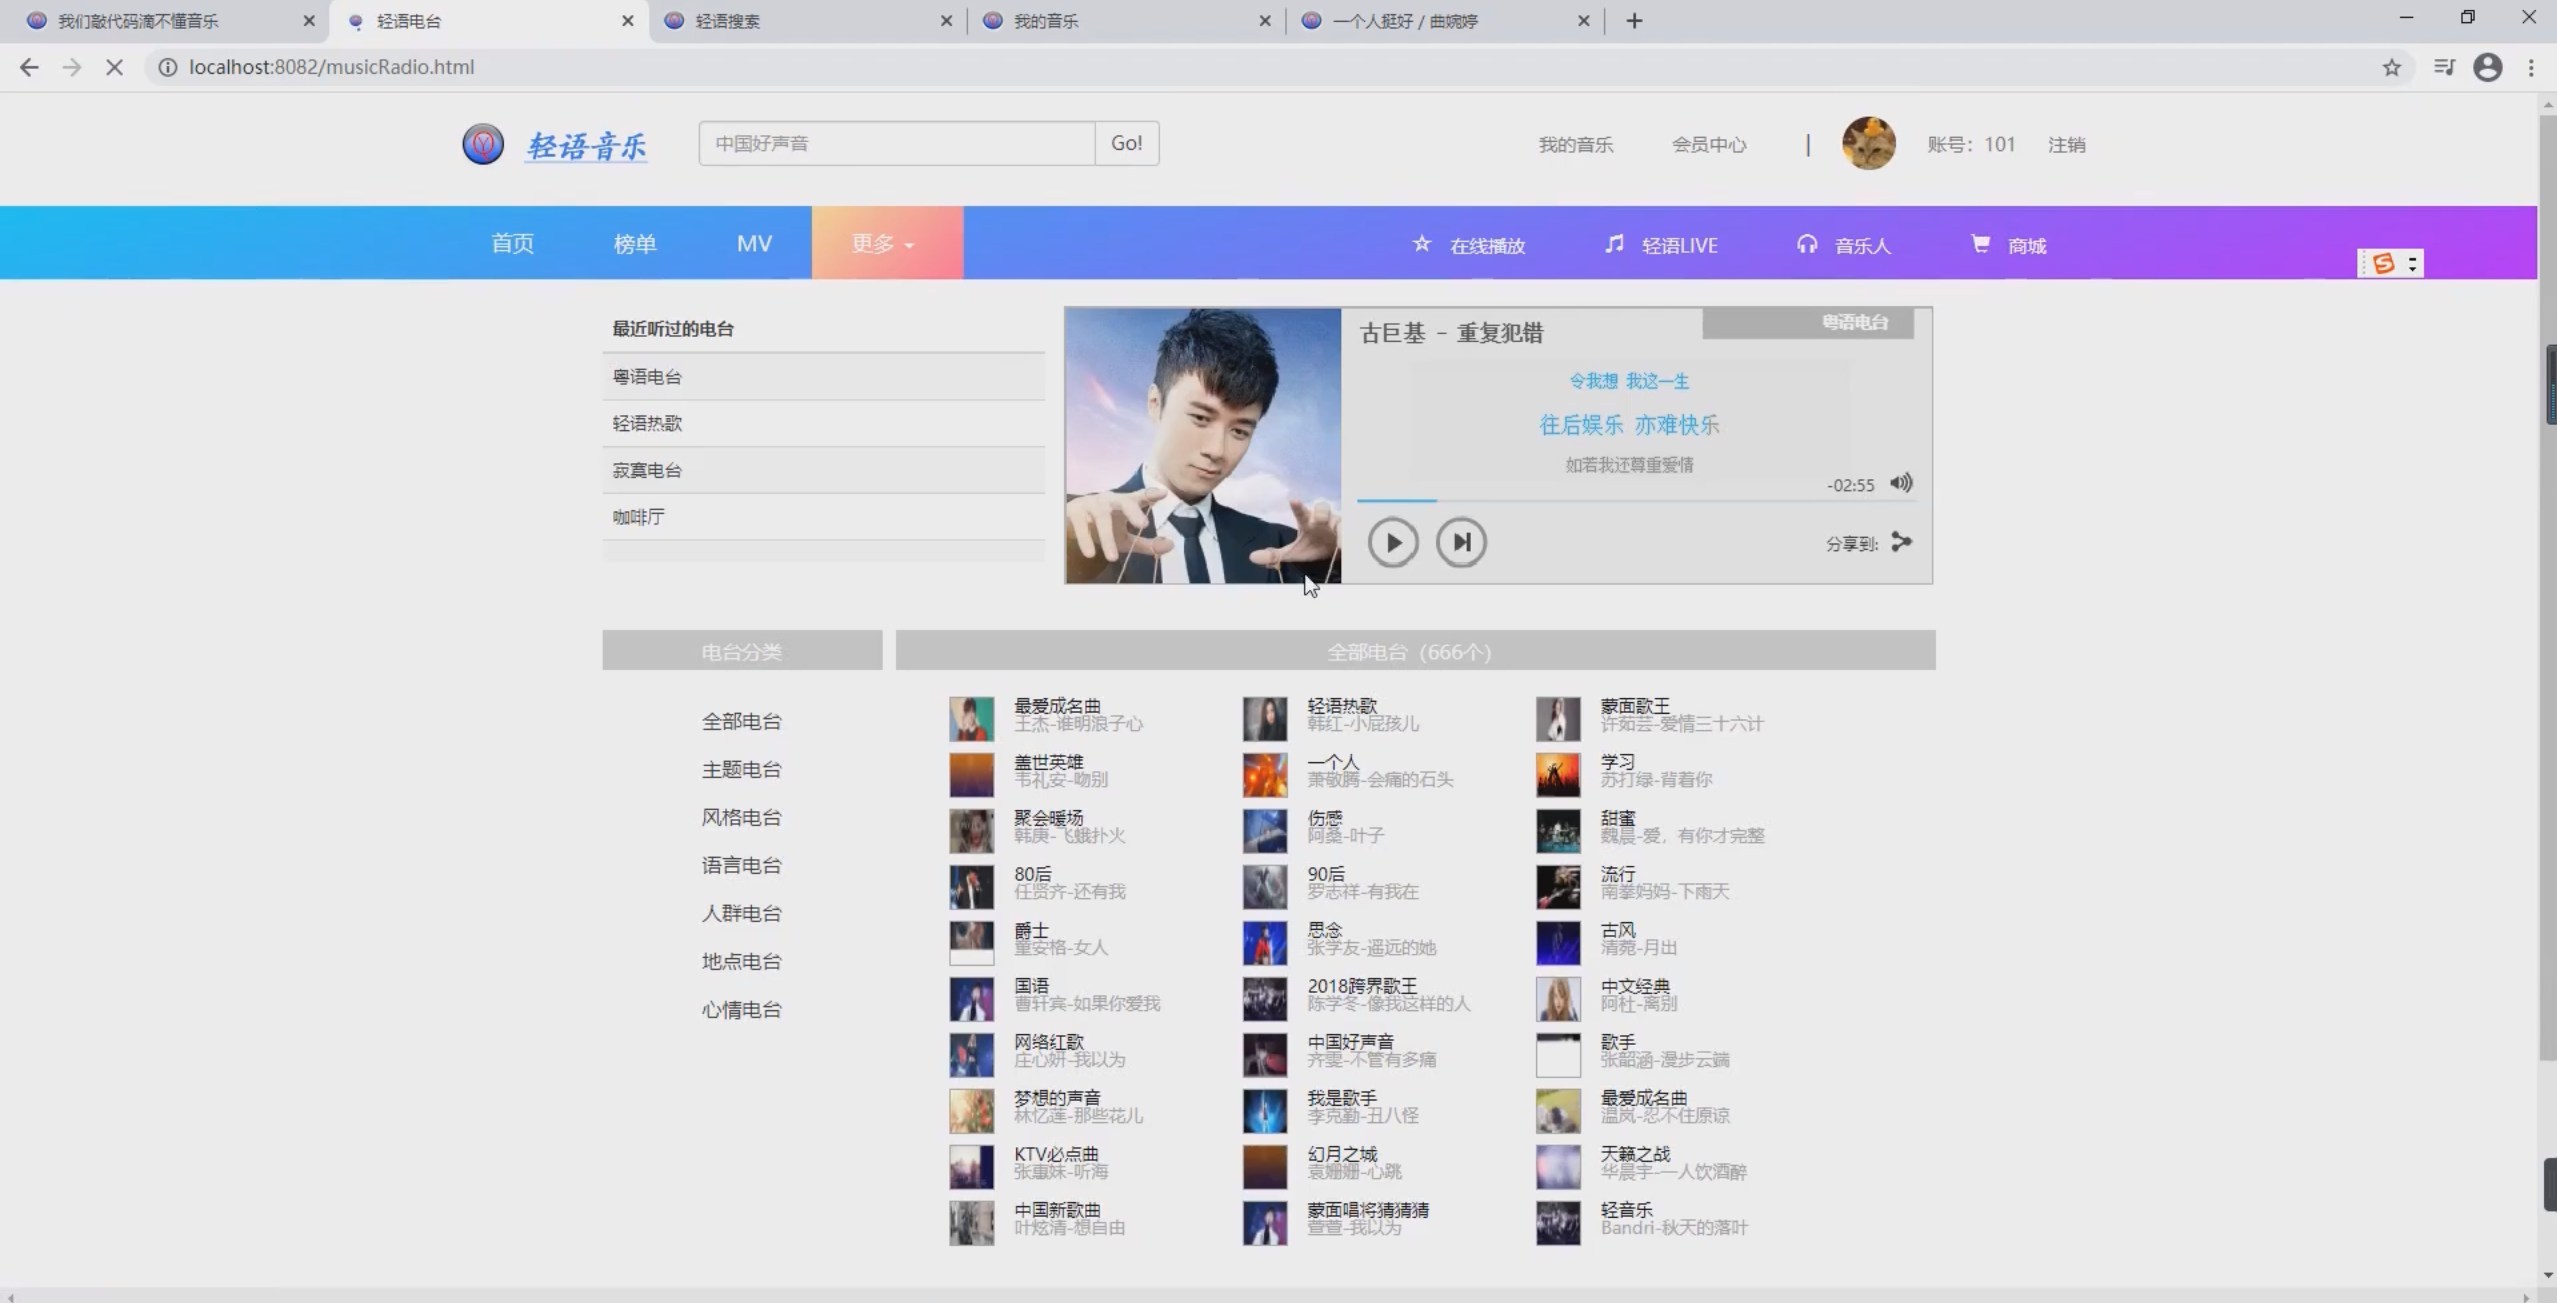 我们敲代码滴不懂音乐
轻语电台
轻语搜索
我的音乐
一个人挺好 / 曲婉婷
localhost:8082/musicRadio.html
轻语音乐
中国好声音
Go!
我的音乐
会员中心
|
账号：101
注销
首页
榜单
MV
更多
在线播放
轻语LIVE
音乐人
商城
最近听过的电台
粤语电台
轻语热歌
寂寞电台
咖啡厅
古巨基 - 重复犯错
粤语电台
令我想 我这一生
往后娱乐 亦难快乐
如若我还尊重爱情
-02:55
分享到:
电台分类
全部电台（666个）
全部电台
主题电台
风格电台
语言电台
人群电台
地点电台
心情电台
最爱成名曲
王杰-谁明浪子心
轻语热歌
韩红-小屁孩儿
蒙面歌王
许茹芸-爱情三十六计
盖世英雄
韦礼安-吻别
一个人
萧敬腾-会痛的石头
学习
苏打绿-背着你
聚会暖场
韩庚-飞蛾扑火
伤感
阿桑-叶子
甜蜜
魏晨-爱，有你才完整
80后
任贤齐-还有我
90后
罗志祥-有我在
流行
南拳妈妈-下雨天
爵士
童安格-女人
思念
张学友-遥远的她
古风
清菀-月出
国语
曹轩宾-如果你爱我
2018跨界歌王
陈学冬-像我这样的人
中文经典
阿杜-离别
网络红歌
庄心妍-我以为
中国好声音
齐雯-不管有多痛
歌手
张韶涵-漫步云端
梦想的声音
林忆莲-那些花儿
我是歌手
李克勤-丑八怪
最爱成名曲
温岚-忍不住原谅
KTV必点曲
张惠妹-听海
幻月之城
袁姗姗-心跳
天籁之战
华晨宇-一人饮酒醉
中国新歌曲
叶炫清-想自由
蒙面唱将猜猜猜
萱萱-我以为
轻音乐
Bandri-秋天的落叶